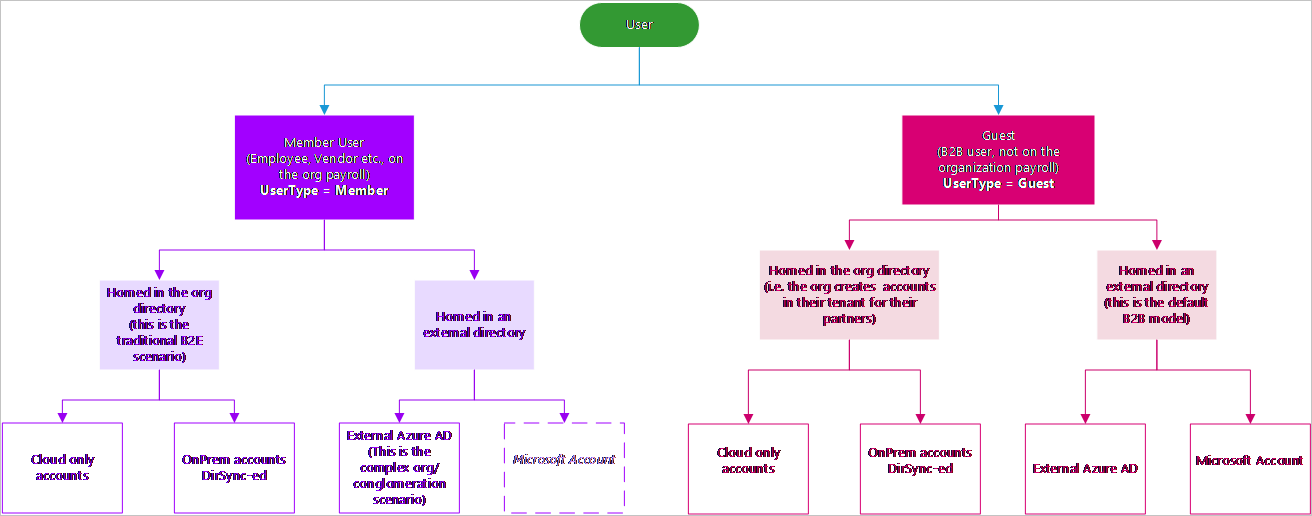 User
Member User
(Employee, Vendor etc., on
the org payroll)
UserType = Member
Guest
(B2B user, not on the
organization payroll)
UserType = Guest
Homed in the org
directory
(this is the
traditional B2E
scenario)
Homed in an
external directory
Homed in the org directory
(i.e. the org creates accounts
in their tenant for their
partners)
Homed in an
external directory
(this is the default
B2B model)
Cloud only
accounts
OnPrem accounts
DirSync-ed
External Azure AD
(This is the
complex org/
conglomeration
scenario)
Microsoft Account
Cloud only
accounts
OnPrem accounts
DirSync-ed
External Azure AD
Microsoft Account